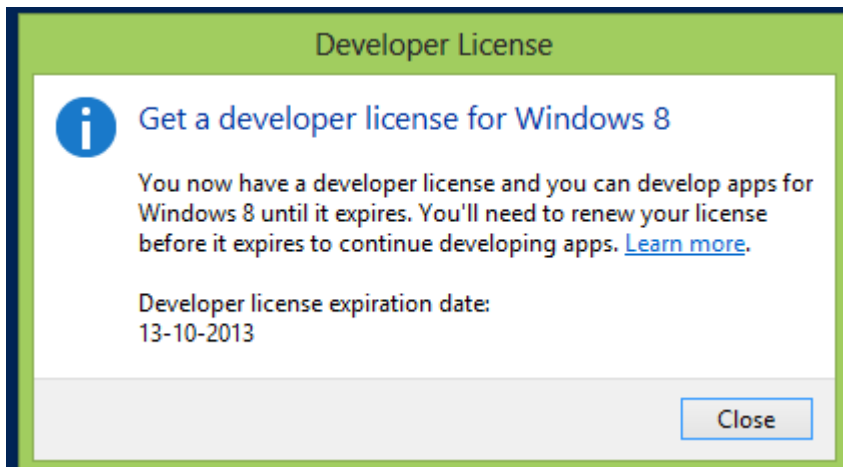 Developer License
Get a developer license for Windows 8
You now have a developer license and you can develop apps for
Windows 8 until it expires. You'll need to renew your license
before it expires to continue developing apps. Learn more.
Developer license expiration date:
13-10-2013
Close